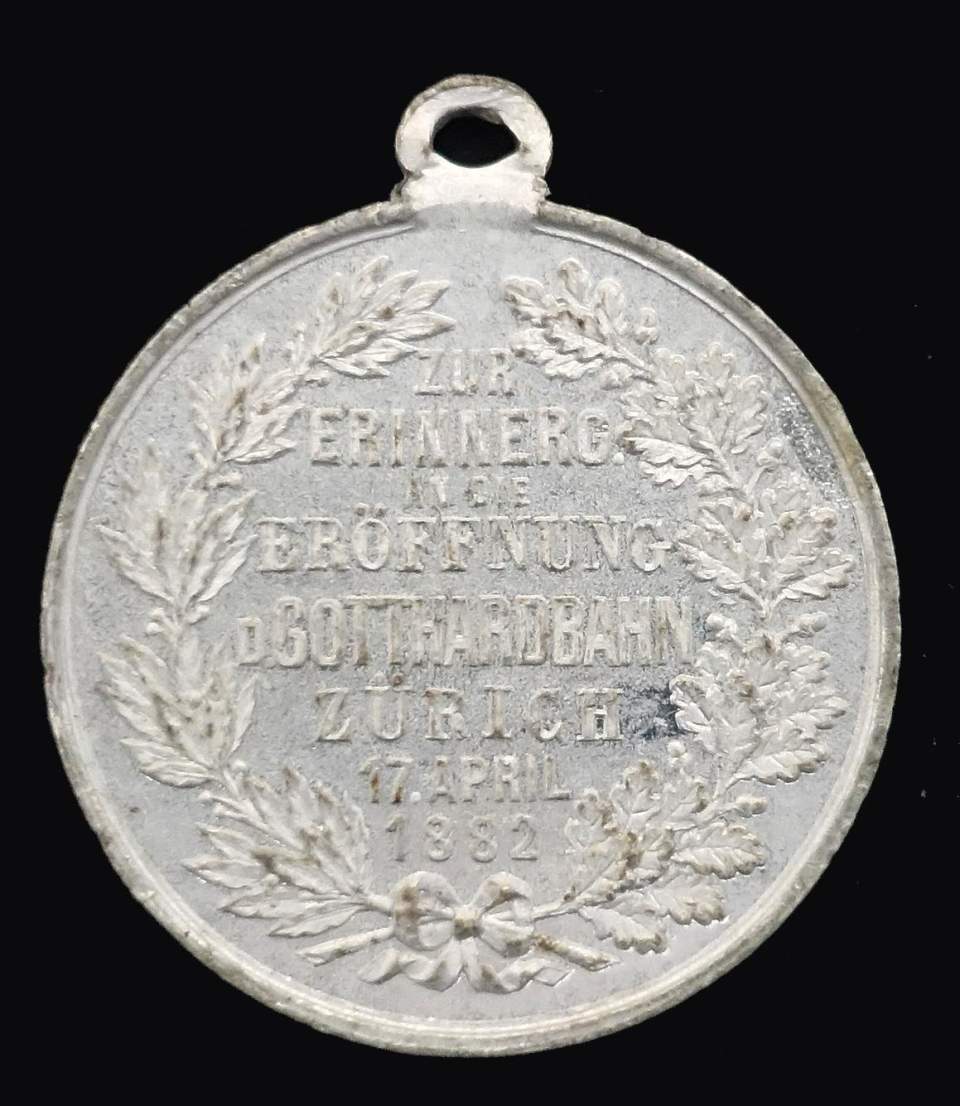 ZUR
ERINNERG.
AN DIE
ERÖFFNUNG
D.GOTTHARDBAHN
ZÜRICH
17. APRIL
1882